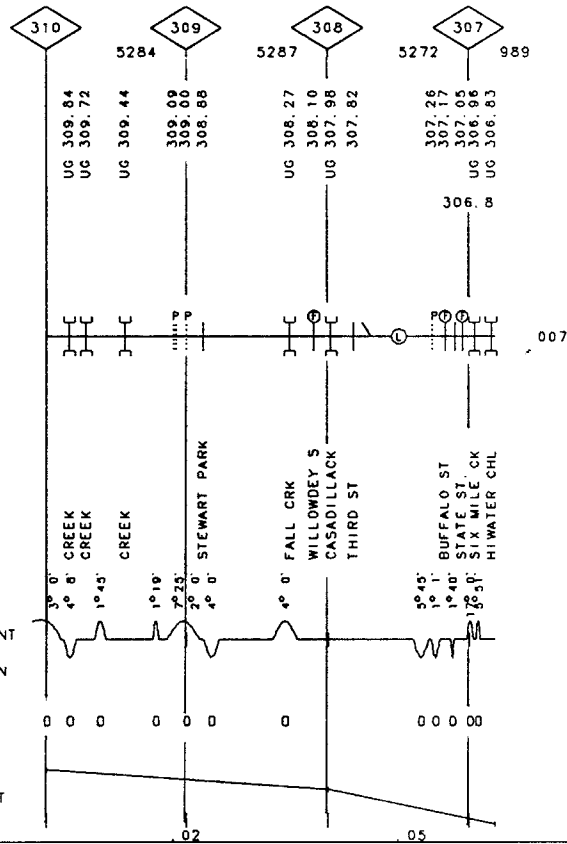 310 309 308 307
5284 5287 5272 989
UG 309.84
UG 309.72
UG 309.44
309.09
309.00
308.88
UG 308.27
308.10
UG 307.98
307.82
307.26
307.17
307.05
UG 306.96
UG 306.83
306.8
P P F P F F
L
007
CREEK
CREEK
CREEK
STEWART PARK
FALL CRK
WILLOWDEY S
CASADILLACK
THIRD ST
BUFFALO ST
STATE ST.
SIX MILE CK
HIWATER CHL
3° 0'
4° 8'
1° 45'
1° 19'
7° 25'
2° 0'
4° 0'
4° 0'
5° 45'
1° 1'
1° 40'
17° 0'
5° 51'
NT
N
0 0 0 0 0 0 0 0 0 0 0 0
T
.02 .05